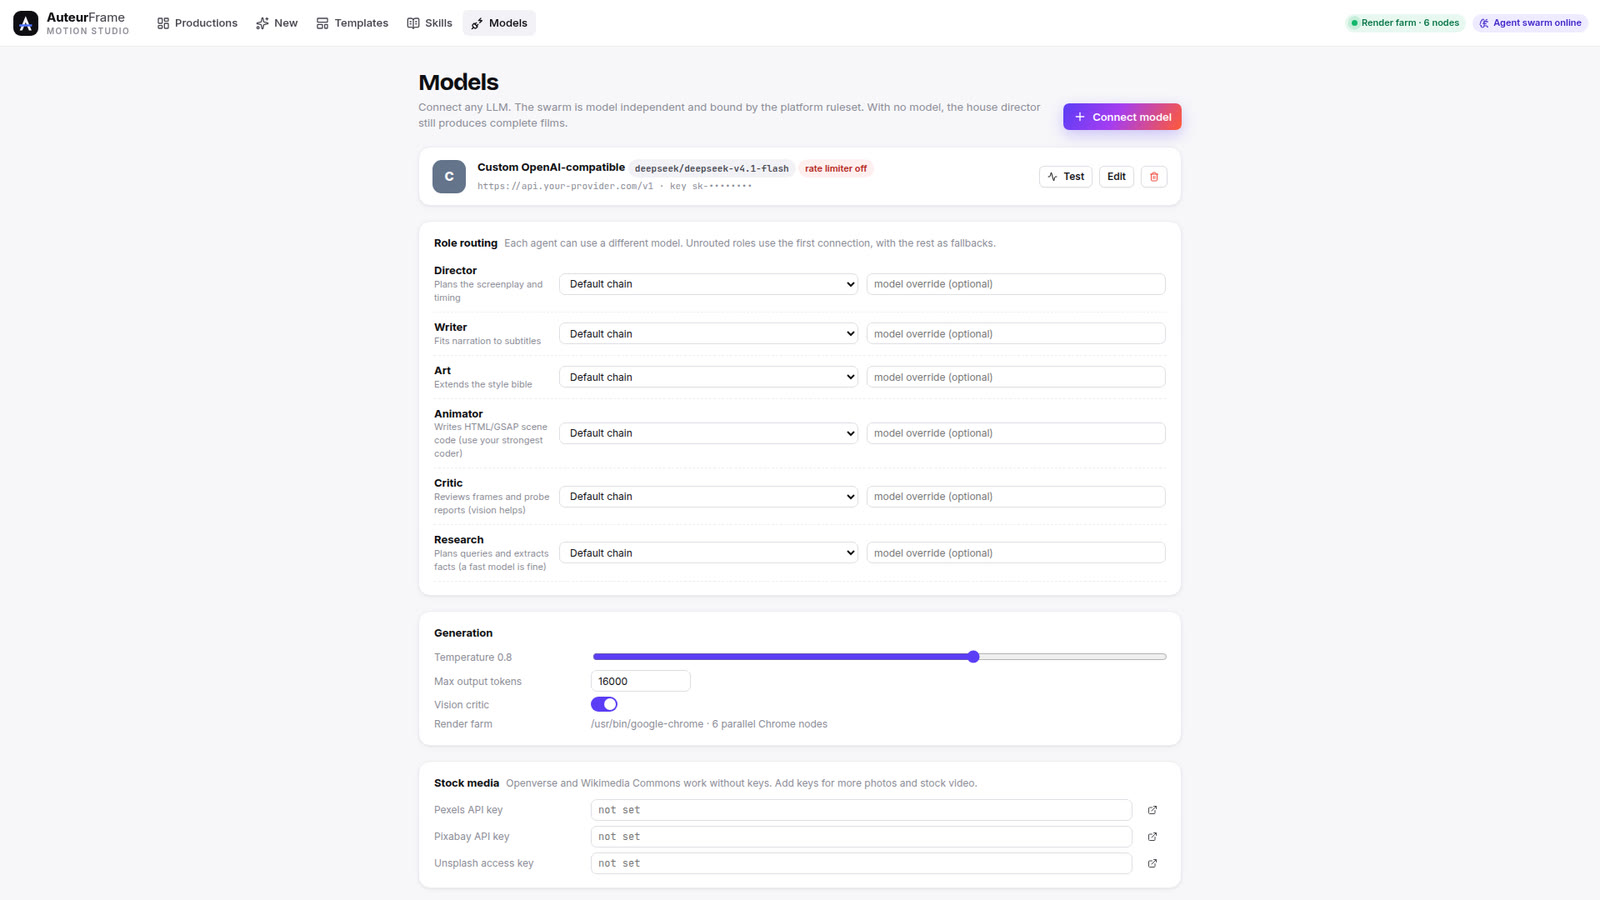 AuteurFrame
MOTION STUDIO
Productions
New
Templates
Skills
Models
Render farm · 6 nodes
Agent swarm online
Models
Connect any LLM. The swarm is model independent and bound by the platform ruleset. With no model, the house director
still produces complete films.
Connect model
C
Custom OpenAI-compatible deepseek/deepseek-v4.1-flash rate limiter off
https://api.your-provider.com/v1 · key sk-••••••••
Test
Edit
Role routing Each agent can use a different model. Unrouted roles use the first connection, with the rest as fallbacks.
Director
Plans the screenplay and
timing
Default chain
model override (optional)
Writer
Fits narration to subtitles
Default chain
model override (optional)
Art
Extends the style bible
Default chain
model override (optional)
Animator
Writes HTML/GSAP scene
code (use your strongest
coder)
Default chain
model override (optional)
Critic
Reviews frames and probe
reports (vision helps)
Default chain
model override (optional)
Research
Plans queries and extracts
facts (a fast model is fine)
Default chain
model override (optional)
Generation
Temperature 0.8
Max output tokens
16000
Vision critic
Render farm
/usr/bin/google-chrome · 6 parallel Chrome nodes
Stock media Openverse and Wikimedia Commons work without keys. Add keys for more photos and stock video.
Pexels API key
not set
Pixabay API key
not set
Unsplash access key
not set